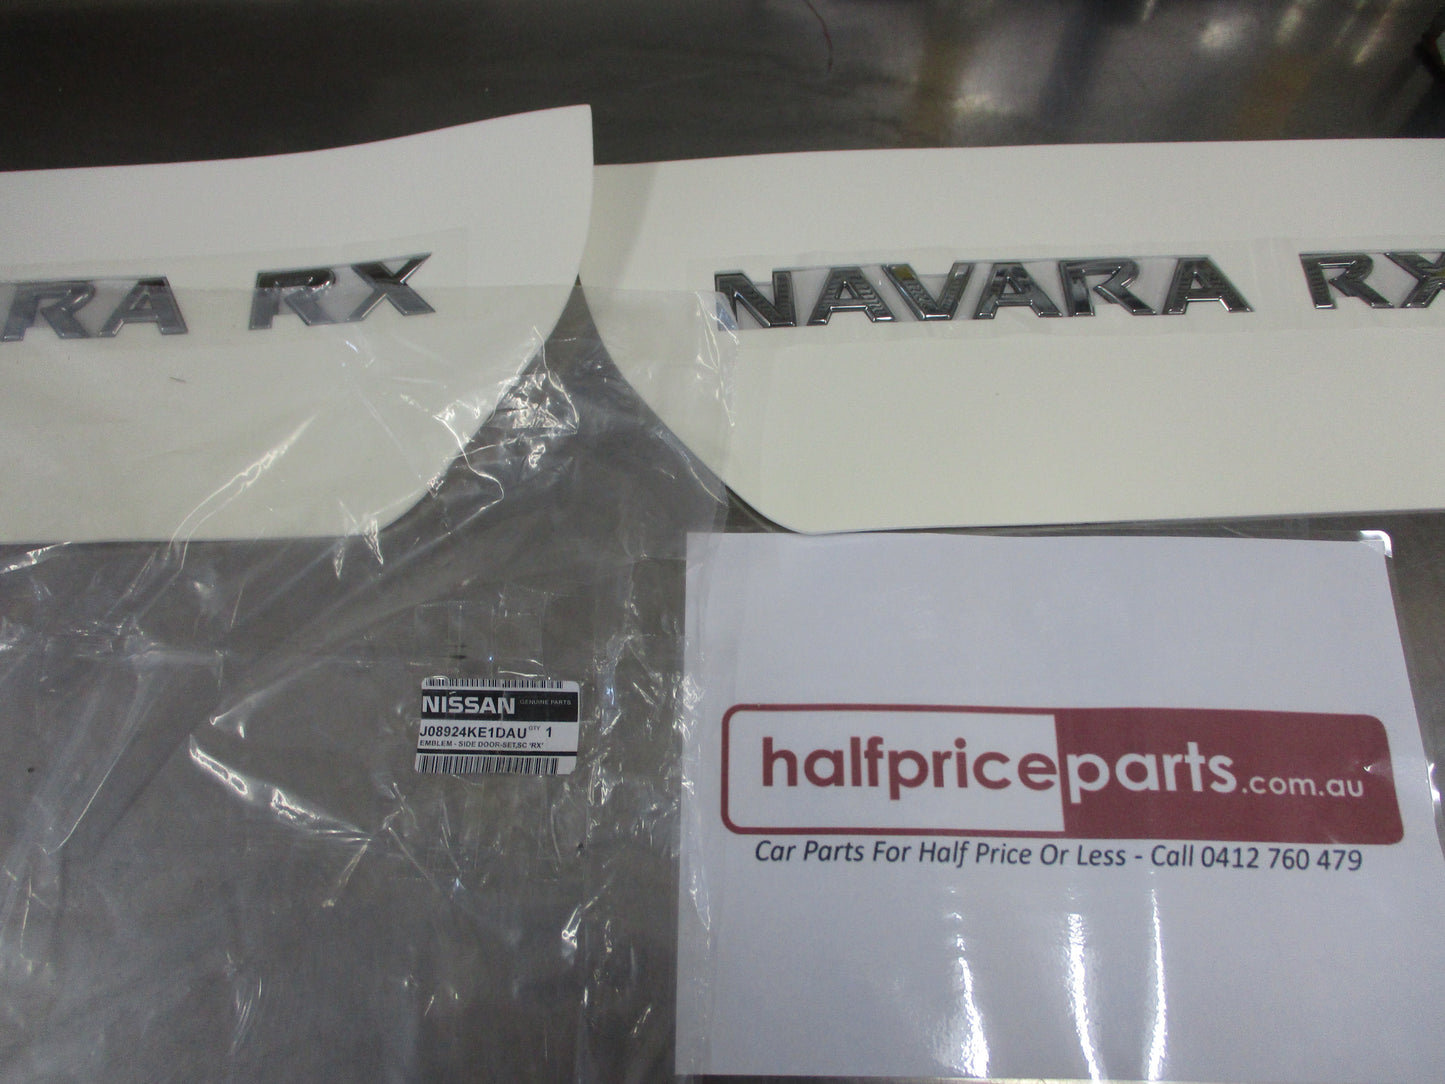 RA RX
NAVARA RX
NISSAN GENUINE PARTS
J08924KE1DAU QTY 1
EMBLEM - SIDE DOOR-SET,SC 'RX'
halfpriceparts.com.au
Car Parts For Half Price Or Less - Call 0412 760 479